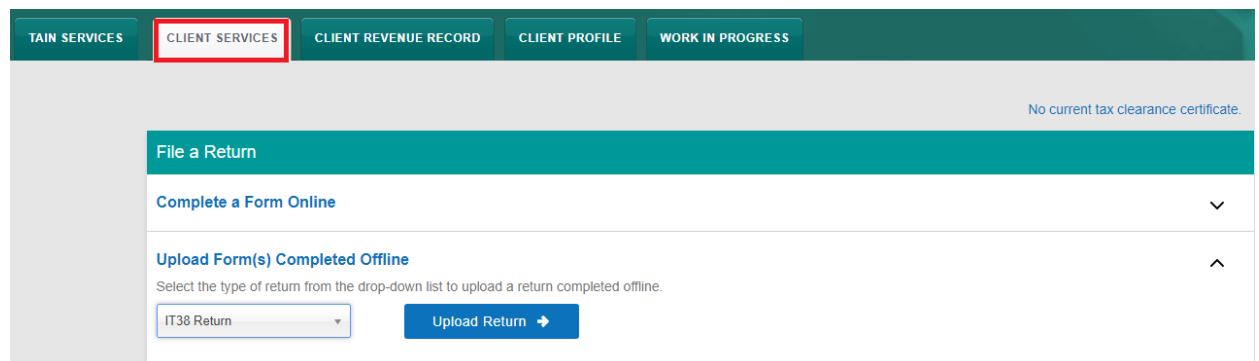 TAIN SERVICES CLIENT SERVICES CLIENT REVENUE RECORD CLIENT PROFILE WORK IN PROGRESS
No current tax clearance certificate.
File a Return
Complete a Form Online
Upload Form(s) Completed Offline
Select the type of return from the drop-down list to upload a return completed offline.
IT38 Return Upload Return